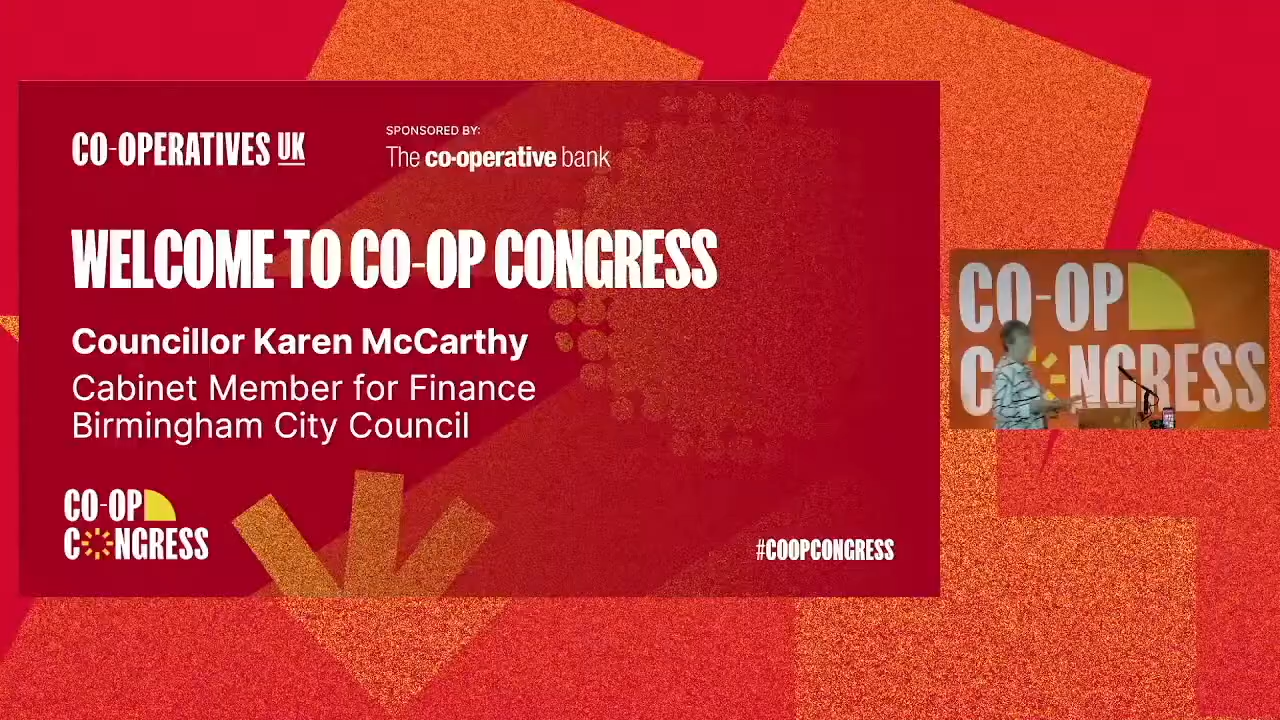 CO-OPERATIVES UK
SPONSORED BY:
The co-operative bank
WELCOME TO CO-OP CONGRESS
Councillor Karen McCarthy
Cabinet Member for Finance
Birmingham City Council
CO-OP
CONGRESS
#COOPCONGRESS
CO-OP
CONGRESS